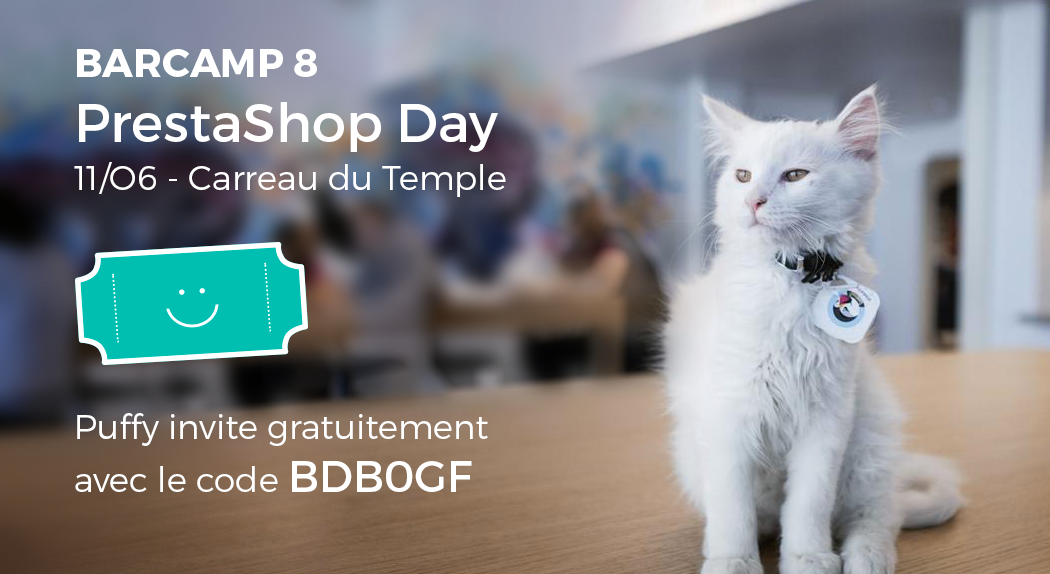 BARCAMP 8
PrestaShop Day
11/06 - Carreau du Temple
Puffy invite gratuitement
avec le code BDB0GF